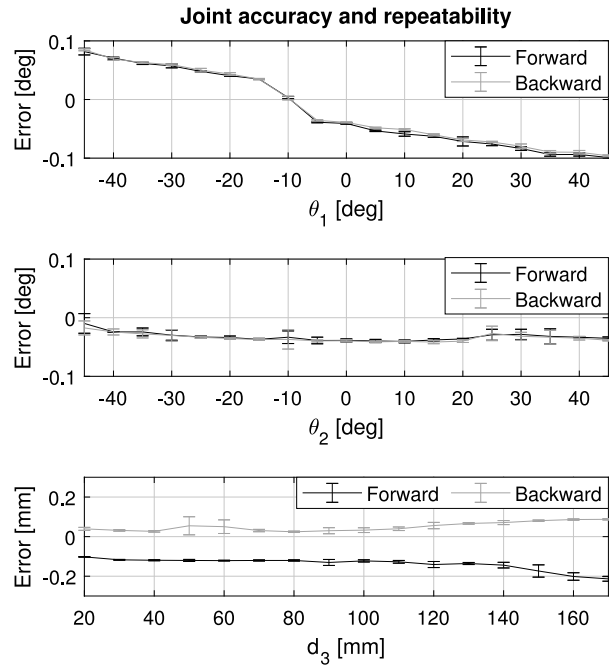 Joint accuracy and repeatability
Error [deg]
0.1
0
-0.1
Forward
Backward
-40 -30 -20 -10 0 10 20 30 40
θ1 [deg]
Error [deg]
0.1
0
-0.1
Forward
Backward
-40 -30 -20 -10 0 10 20 30 40
θ2 [deg]
Error [mm]
0.2
0
-0.2
Forward Backward
20 40 60 80 100 120 140 160
d3 [mm]